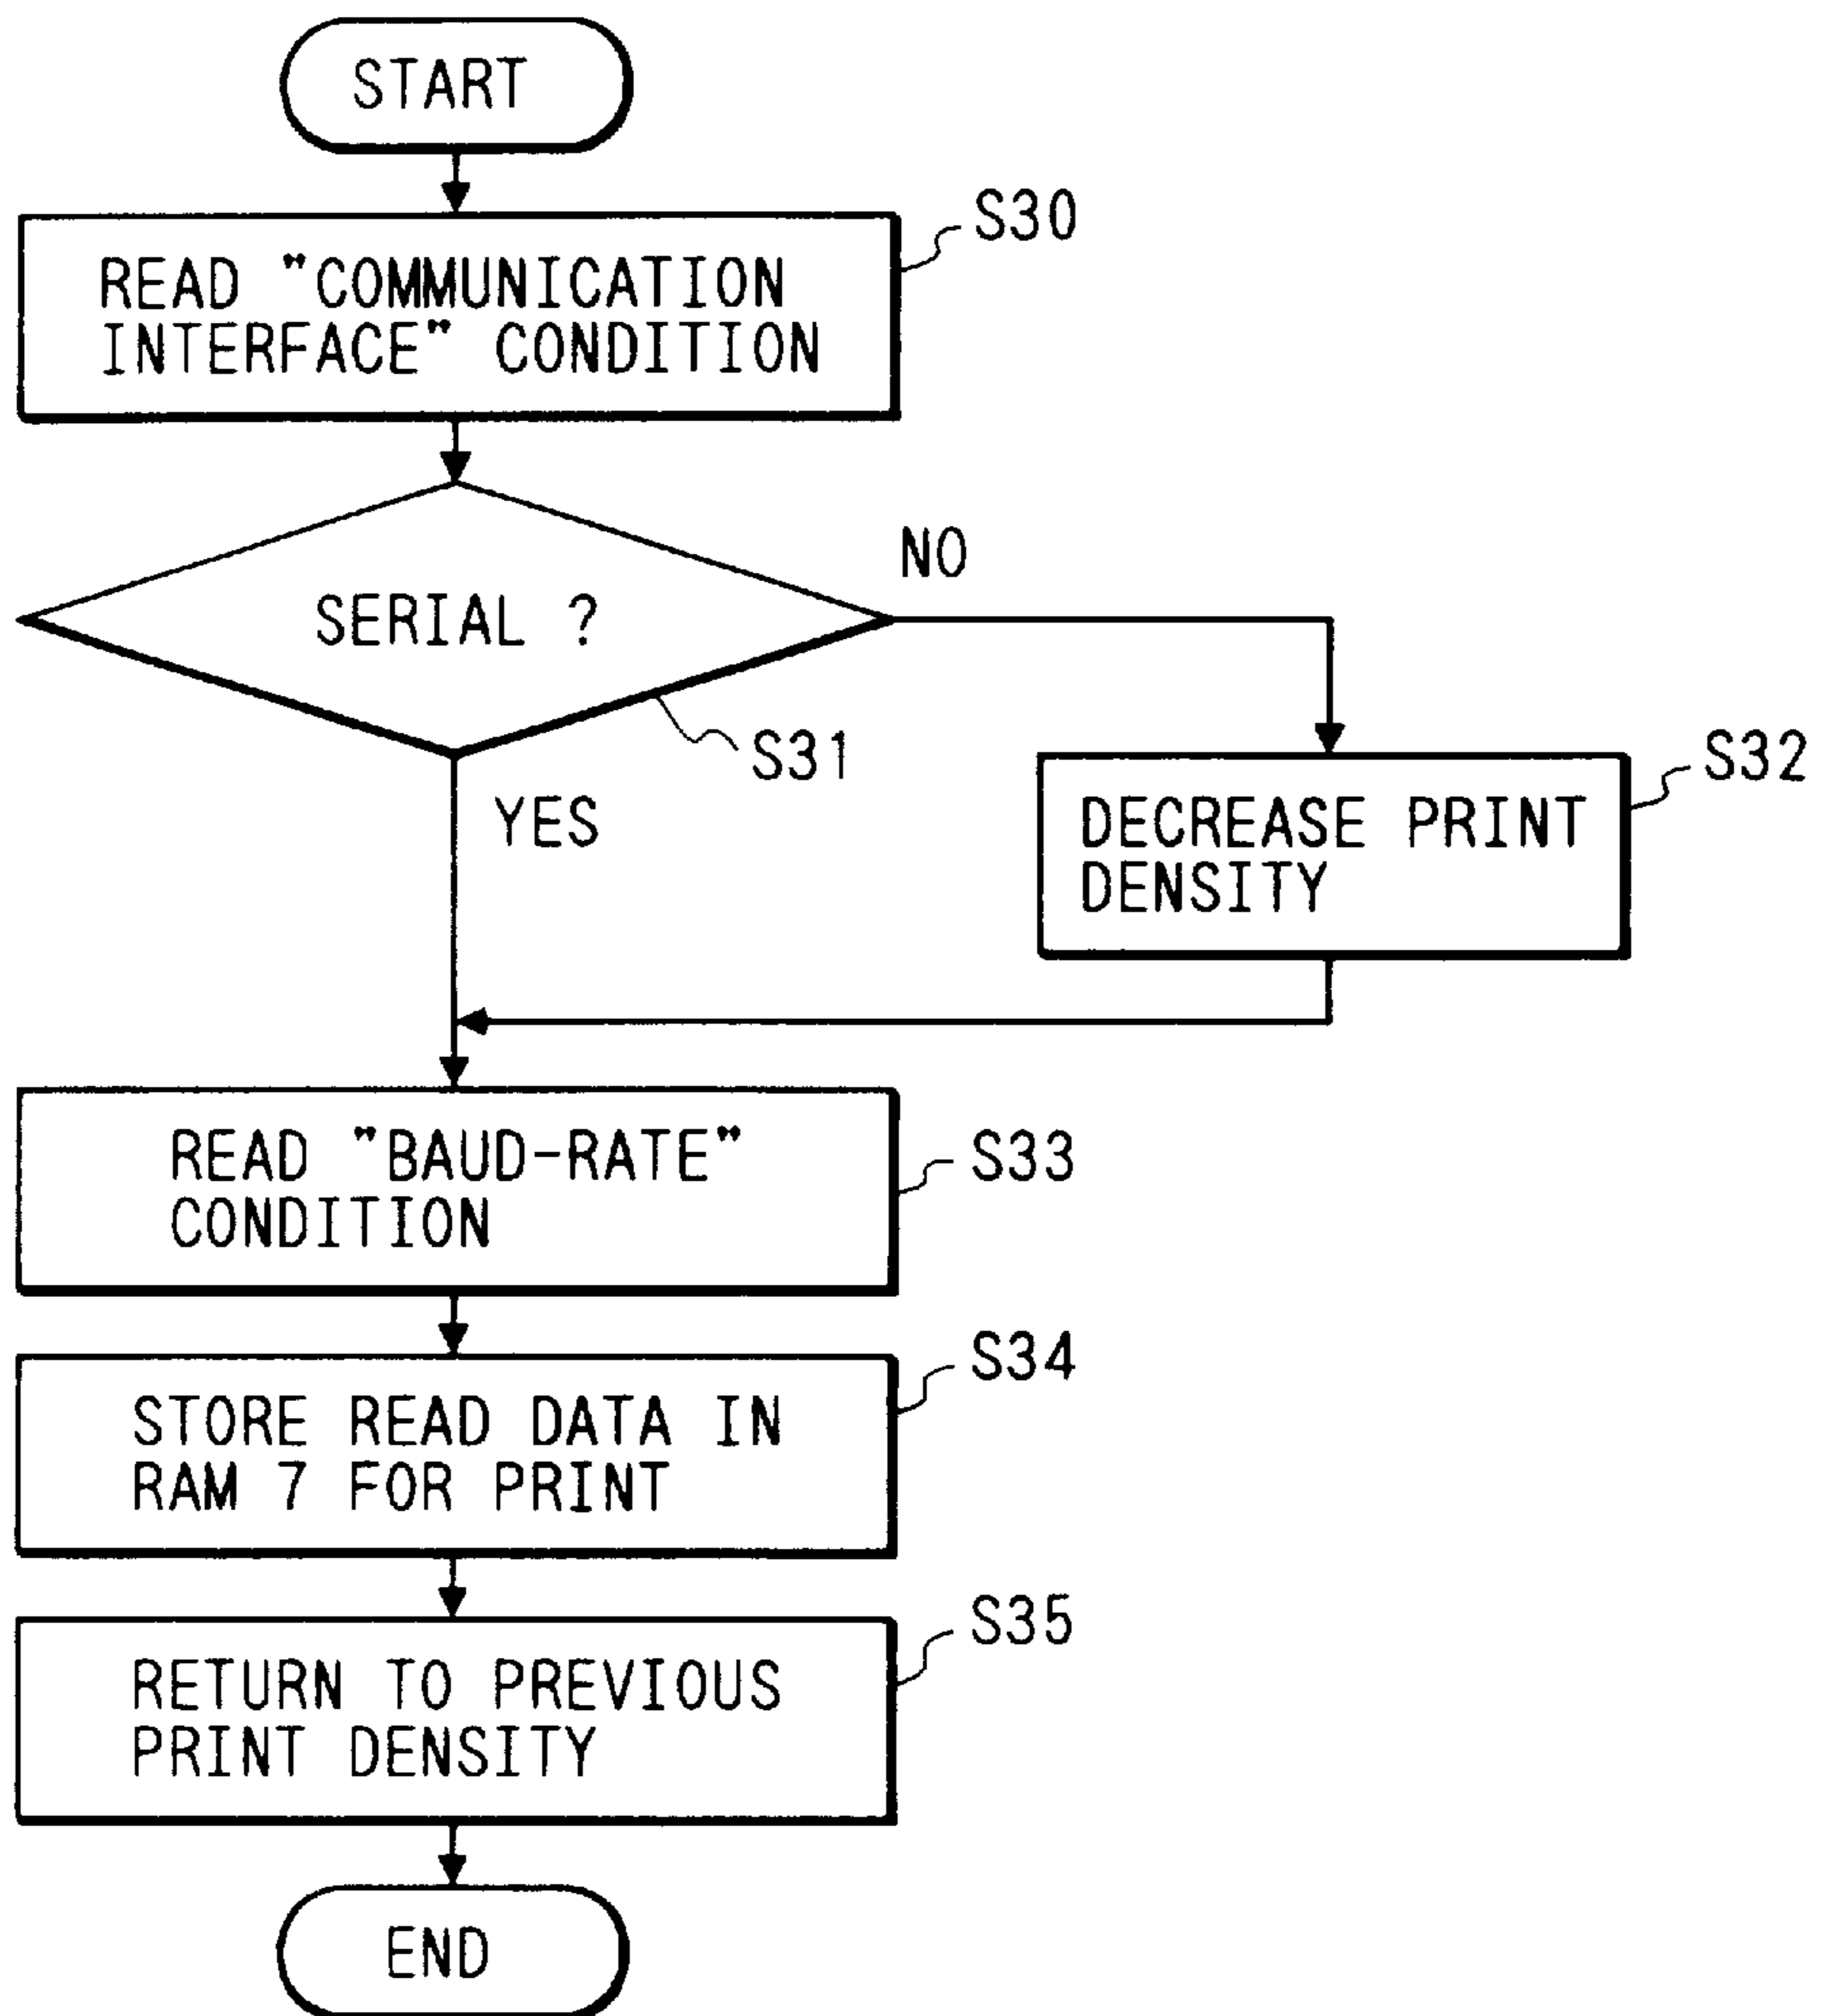 START
S30
READ "COMMUNICATION
INTERFACE" CONDITION
NO
SERIAL ?
S31
YES
S32
DECREASE PRINT
DENSITY
READ "BAUD-RATE"
CONDITION
S33
S34
STORE READ DATA IN
RAM 7 FOR PRINT
S35
RETURN TO PREVIOUS
PRINT DENSITY
END